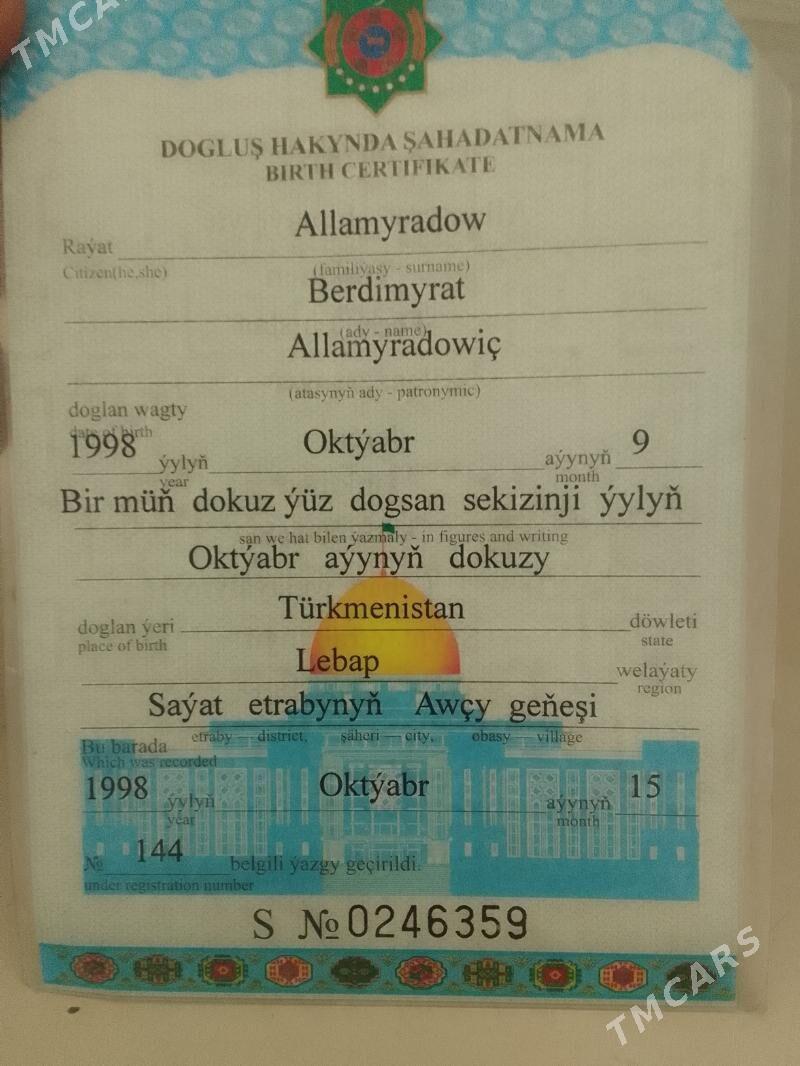 TMCARS
DOGLUŞ HAKYNDA ŞAHADATNAMA
BIRTH CERTIFIKATE
Allamyradow
Raýat
Citizen(he,she)
(familiýasy - surname)
Berdimyrat
(ady - name)
Allamyradowiç
(atasynyň ady - patronymic)
doglan wagty
date of birth
1998 ýylyň Oktýabr aýynyň 9
year month
Bir müň dokuz ýüz dogsan sekizinji ýylyň
san we hat bilen ýazmaly - in figures and writing
Oktýabr aýynyň dokuzy
doglan ýeri Türkmenistan döwleti
place of birth state
Lebap welaýaty
region
Saýat etrabynyň Awçy geňeşi
etraby — district, şäheri — city, obasy — village
Bu barada
Which was recorded
1998 ýylyň Oktýabr aýynyň 15
year month
№ 144 belgili ýazgy geçirildi.
under registration number
S №0246359
TMCARS